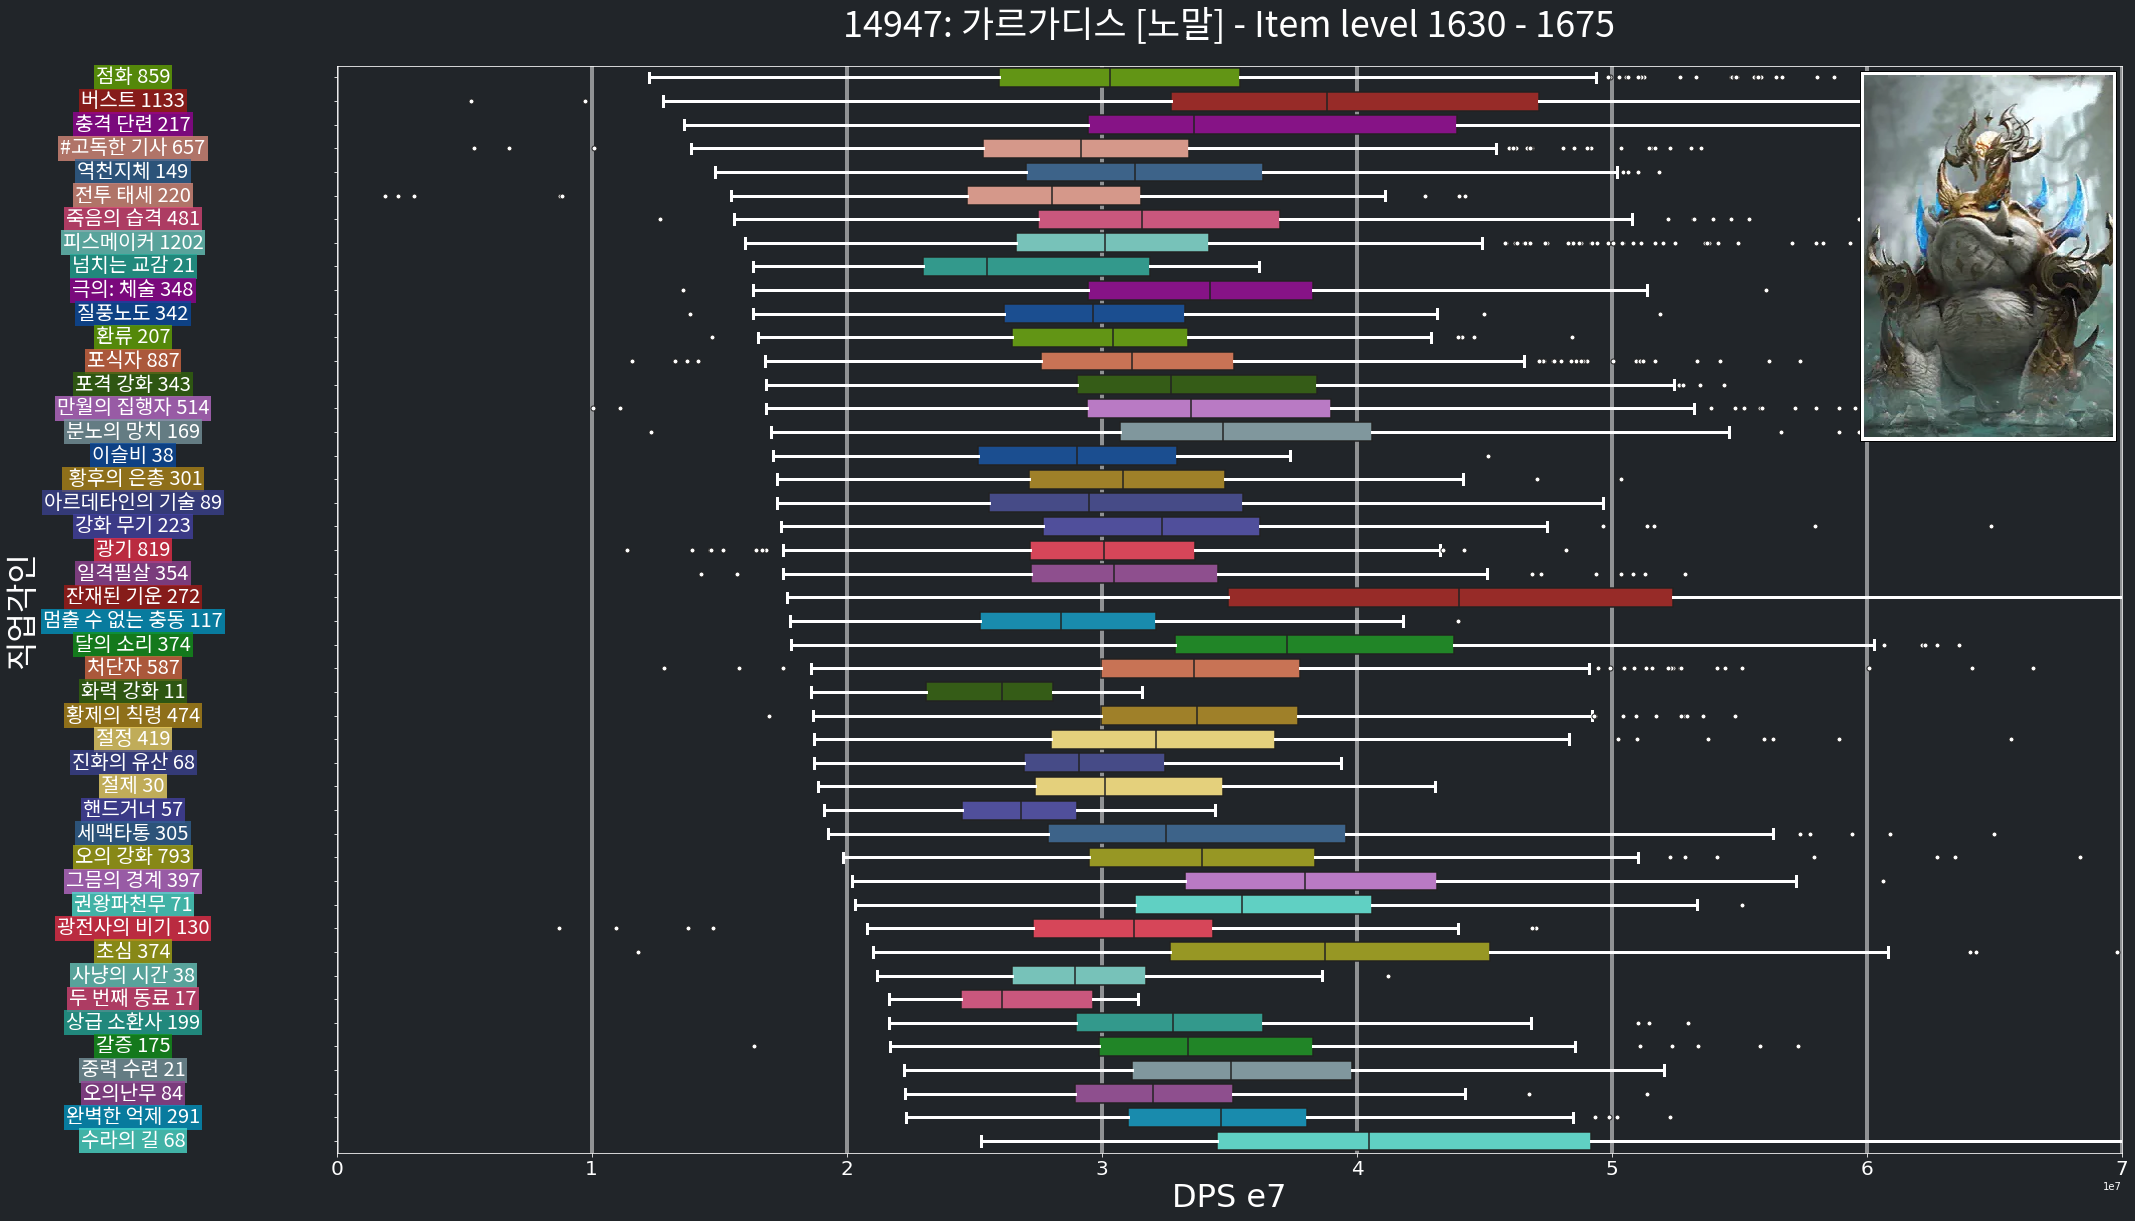 14947: 가르가디스 [노말] - Item level 1630 - 1675
직업각인
점화 859
버스트 1133
충격 단련 217
#고독한 기사 657
역천지체 149
전투 태세 220
죽음의 습격 481
피스메이커 1202
넘치는 교감 21
극의: 체술 348
질풍노도 342
환류 207
포식자 887
포격 강화 343
만월의 집행자 514
분노의 망치 169
이슬비 38
황후의 은총 301
아르데타인의 기술 89
강화 무기 223
광기 819
일격필살 354
잔재된 기운 272
멈출 수 없는 충동 117
달의 소리 374
처단자 587
화력 강화 11
황제의 칙령 474
절정 419
진화의 유산 68
절제 30
핸드거너 57
세맥타통 305
오의 강화 793
그믐의 경계 397
권왕파천무 71
광전사의 비기 130
초심 374
사냥의 시간 38
두 번째 동료 17
상급 소환사 199
갈증 175
중력 수련 21
오의난무 84
완벽한 억제 291
수라의 길 68
0 1 2 3 4 5 6 7
1e7
DPS e7